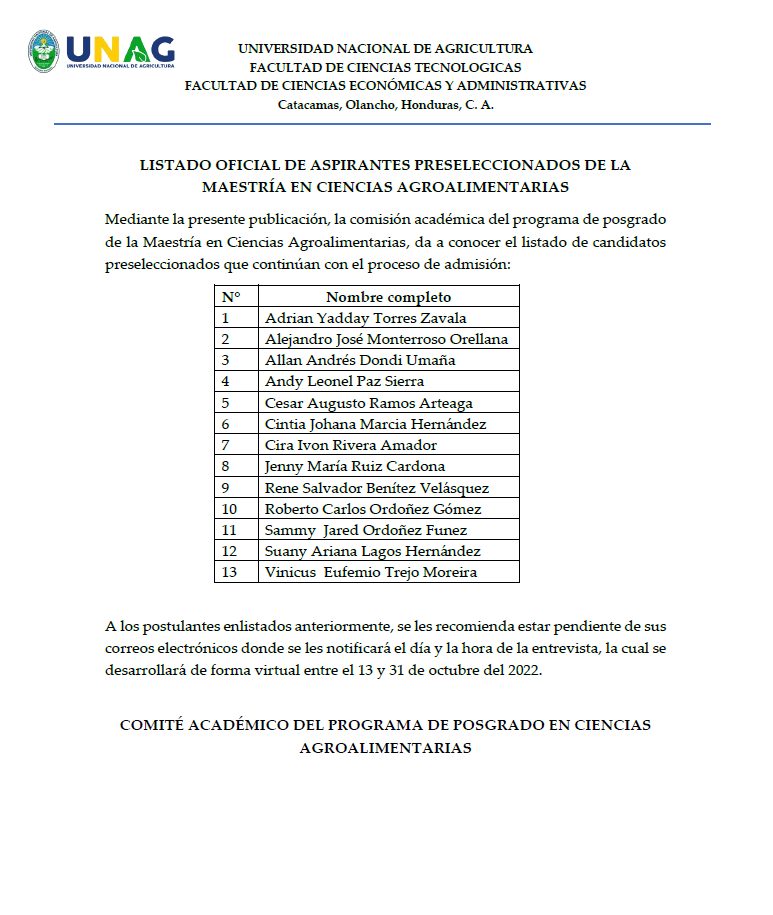 UNAG
UNIVERSIDAD NACIONAL DE AGRICULTURA
UNIVERSIDAD NACIONAL DE AGRICULTURA
FACULTAD DE CIENCIAS TECNOLOGICAS
FACULTAD DE CIENCIAS ECONÓMICAS Y ADMINISTRATIVAS
Catacamas, Olancho, Honduras, C. A.
LISTADO OFICIAL DE ASPIRANTES PRESELECCIONADOS DE LA
MAESTRÍA EN CIENCIAS AGROALIMENTARIAS
Mediante la presente publicación, la comisión académica del programa de posgrado
de la Maestría en Ciencias Agroalimentarias, da a conocer el listado de candidatos
preseleccionados que continúan con el proceso de admisión:
N° Nombre completo
1 Adrian Yadday Torres Zavala
2 Alejandro José Monterroso Orellana
3 Allan Andrés Dondi Umaña
4 Andy Leonel Paz Sierra
5 Cesar Augusto Ramos Arteaga
6 Cintia Johana Marcia Hernández
7 Cira Ivon Rivera Amador
8 Jenny María Ruiz Cardona
9 Rene Salvador Benítez Velásquez
10 Roberto Carlos Ordoñez Gómez
11 Sammy  Jared Ordoñez Funez
12 Suany Ariana Lagos Hernández
13 Vinicus  Eufemio Trejo Moreira
A los postulantes enlistados anteriormente, se les recomienda estar pendiente de sus
correos electrónicos donde se les notificará el día y la hora de la entrevista, la cual se
desarrollará de forma virtual entre el 13 y 31 de octubre del 2022.
COMITÉ ACADÉMICO DEL PROGRAMA DE POSGRADO EN CIENCIAS
AGROALIMENTARIAS